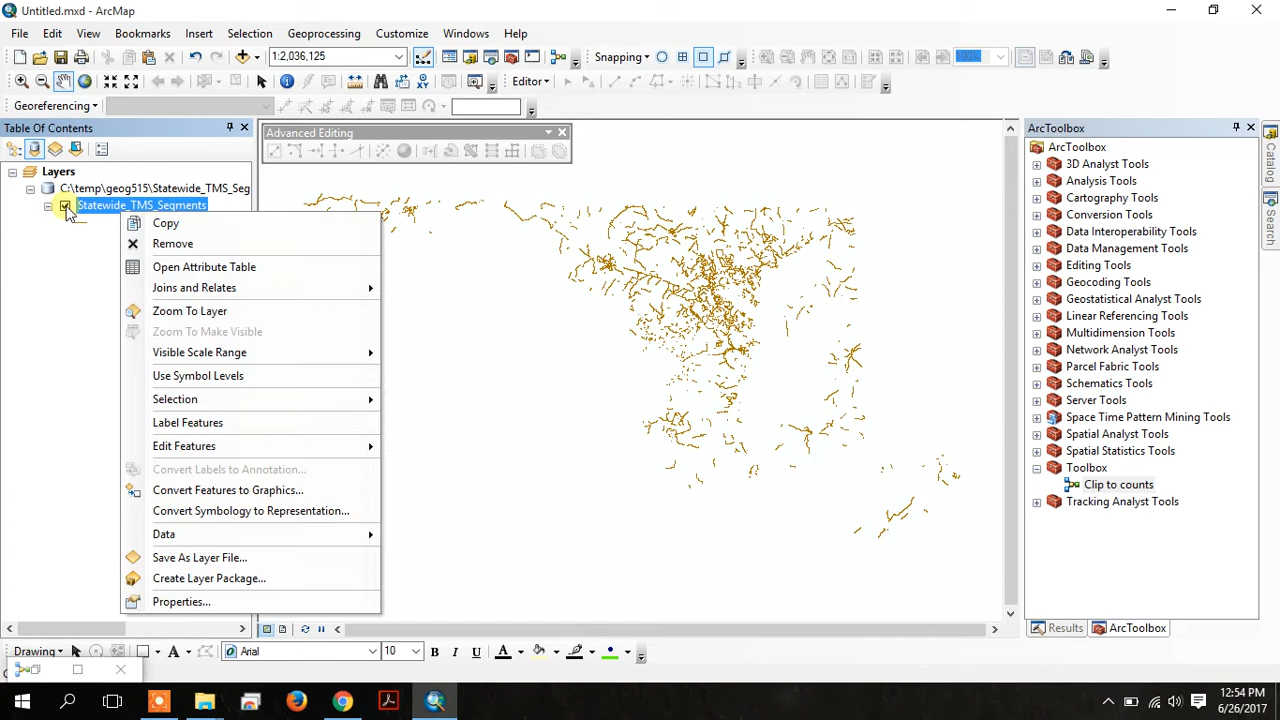 Untitled.mxd - ArcMap
File Edit View Bookmarks Insert Selection Geoprocessing Customize Windows Help
1:2,036,125 Snapping 100%
Editor
Georeferencing
Table Of Contents
Layers
C:\temp\geog515\Statewide_TMS_Seg
Statewide_TMS_Segments
Copy
Remove
Open Attribute Table
Joins and Relates
Zoom To Layer
Zoom To Make Visible
Visible Scale Range
Use Symbol Levels
Selection
Label Features
Edit Features
Convert Labels to Annotation...
Convert Features to Graphics...
Convert Symbology to Representation...
Data
Save As Layer File...
Create Layer Package...
Properties...
Advanced Editing
ArcToolbox
ArcToolbox
3D Analyst Tools
Analysis Tools
Cartography Tools
Conversion Tools
Data Interoperability Tools
Data Management Tools
Editing Tools
Geocoding Tools
Geostatistical Analyst Tools
Linear Referencing Tools
Multidimension Tools
Network Analyst Tools
Parcel Fabric Tools
Schematics Tools
Server Tools
Space Time Pattern Mining Tools
Spatial Analyst Tools
Spatial Statistics Tools
Toolbox
Clip to counts
Tracking Analyst Tools
Results ArcToolbox
Catalog
Search
Drawing A Arial 10 B I U A
12:54 PM
6/26/2017